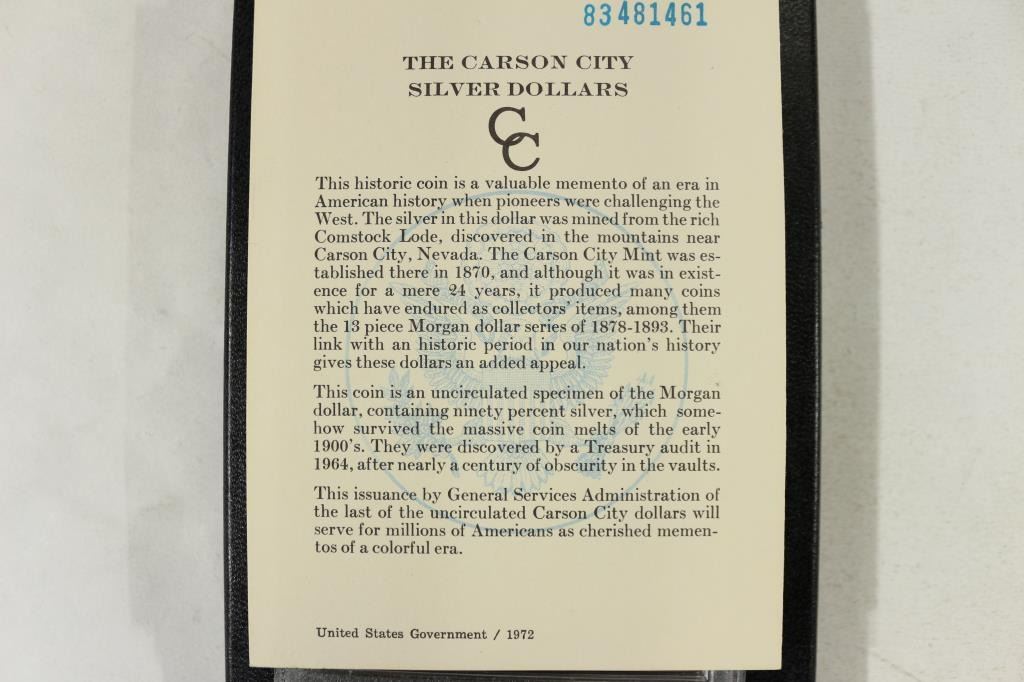 83481461
THE CARSON CITY
SILVER DOLLARS
CC
This historic coin is a valuable memento of an era in
American history when pioneers were challenging the
West. The silver in this dollar was mined from the rich
Comstock Lode, discovered in the mountains near
Carson City, Nevada. The Carson City Mint was es-
tablished there in 1870, and although it was in exist-
ence for a mere 24 years, it produced many coins
which have endured as collectors' items, among them
the 13 piece Morgan dollar series of 1878-1893. Their
link with an historic period in our nation's history
gives these dollars an added appeal.
This coin is an uncirculated specimen of the Morgan
dollar, containing ninety percent silver, which some-
how survived the massive coin melts of the early
1900's. They were discovered by a Treasury audit in
1964, after nearly a century of obscurity in the vaults.
This issuance by General Services Administration of
the last of the uncirculated Carson City dollars will
serve for millions of Americans as cherished memen-
tos of a colorful era.
United States Government / 1972